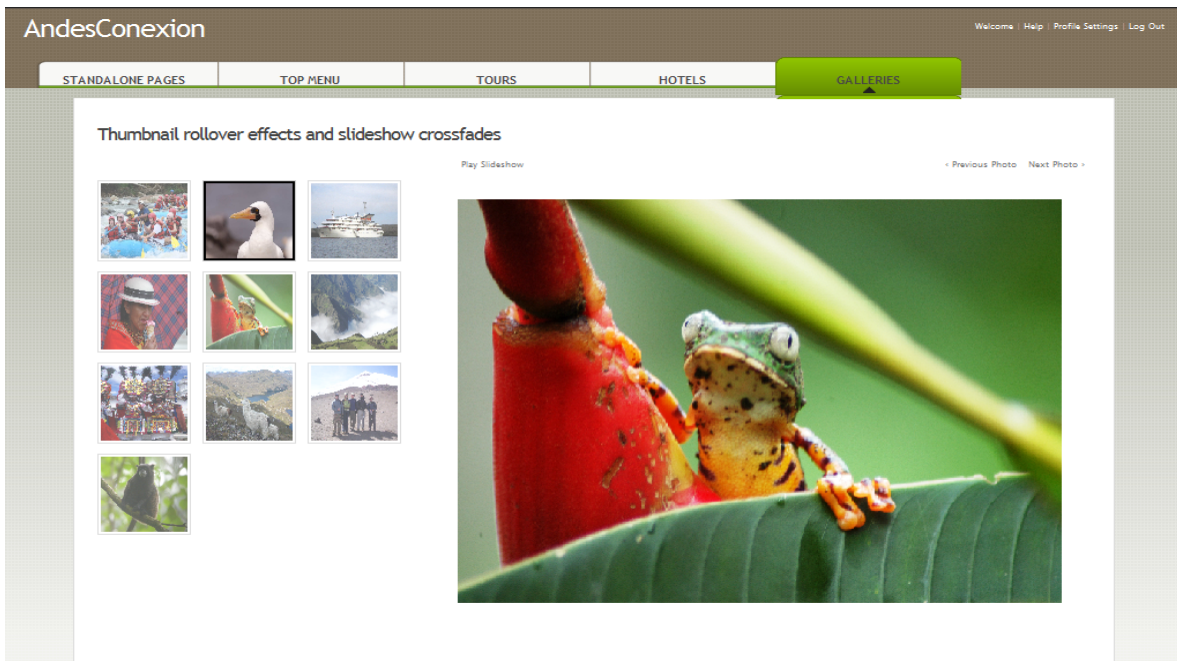 AndesConexion
Welcome | Help | Profile Settings | Log Out
STANDALONE PAGES
TOP MENU
TOURS
HOTELS
GALLERIES
Thumbnail rollover effects and slideshow crossfades
Play Slideshow
‹ Previous Photo Next Photo ›